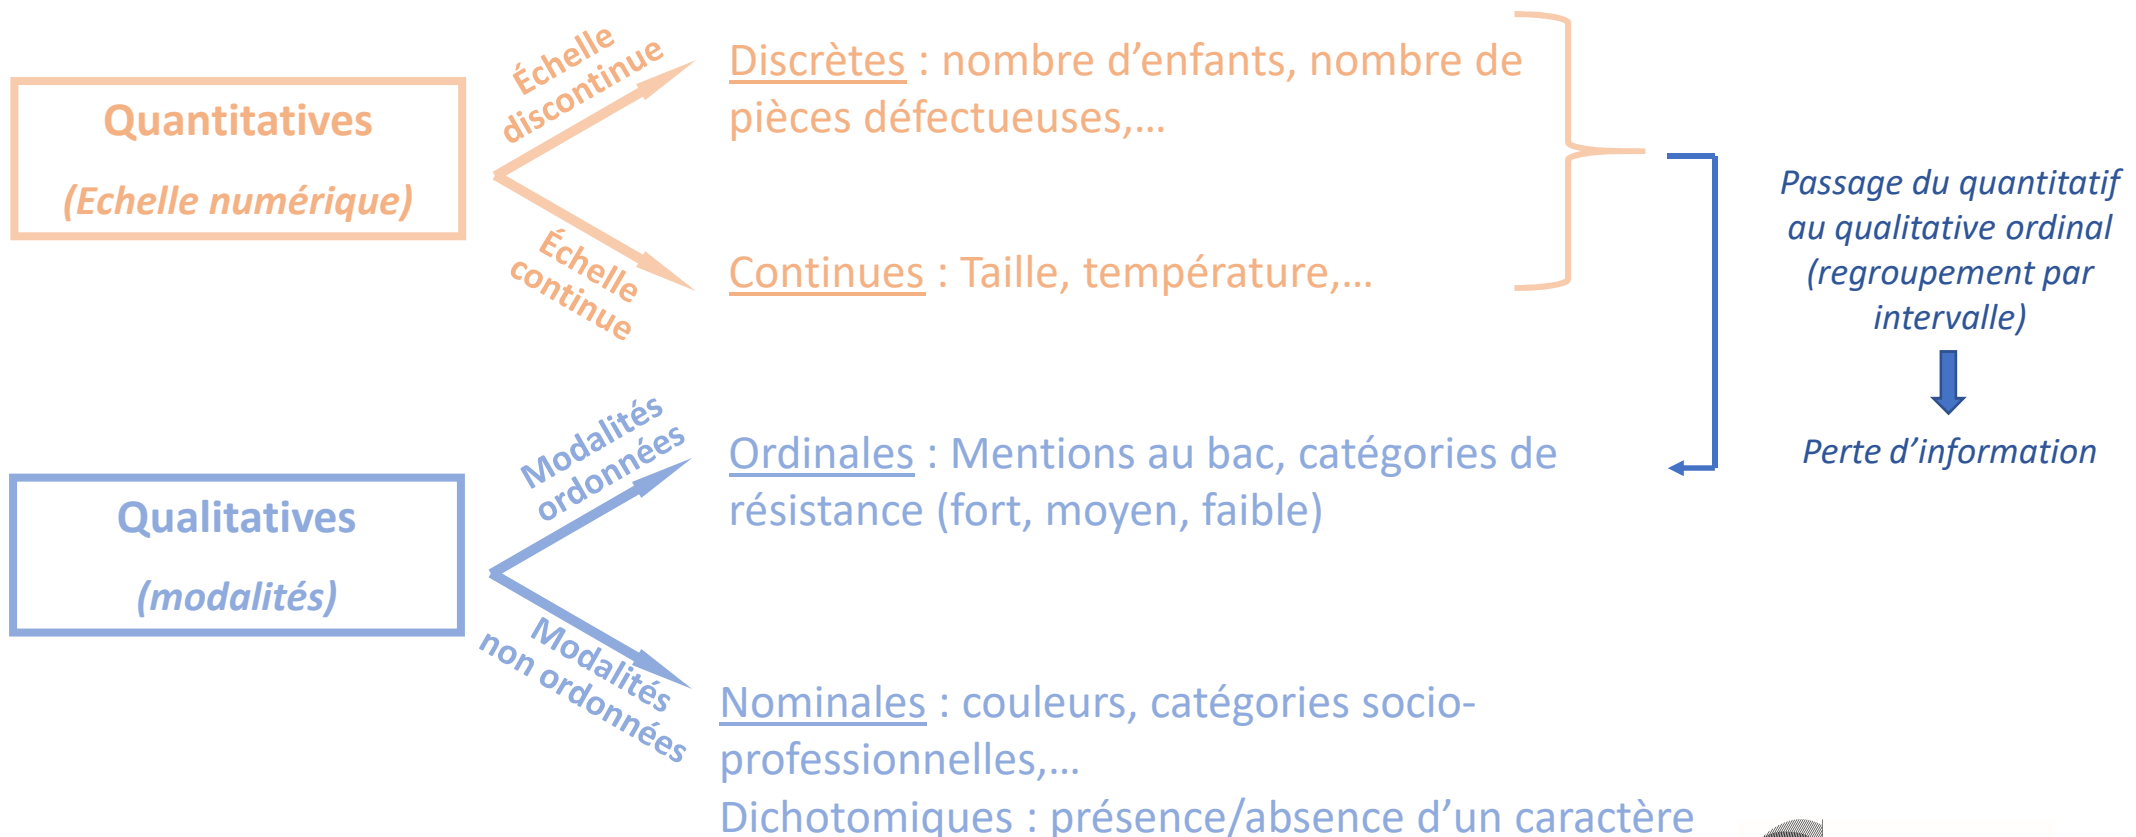 Quantitatives
(Echelle numérique)
Échelle
discontinue
Échelle
continue
Discrètes : nombre d'enfants, nombre de
pièces défectueuses,…
Continues : Taille, température,…
Passage du quantitatif
au qualitative ordinal
(regroupement par
intervalle)
Perte d'information
Qualitatives
(modalités)
Modalités
ordonnées
Modalités
non ordonnées
Ordinales : Mentions au bac, catégories de
résistance (fort, moyen, faible)
Nominales : couleurs, catégories socio-
professionnelles,…
Dichotomiques : présence/absence d'un caractère